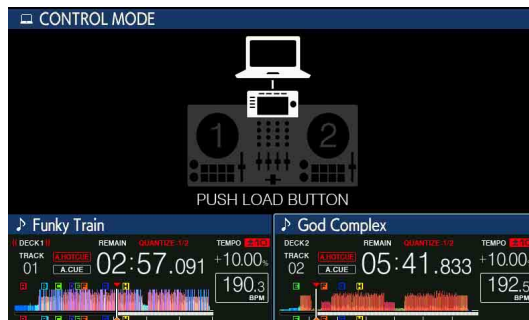 CONTROL MODE
1 2
PUSH LOAD BUTTON
♪ Funky Train
DECK1 REMAIN QUANTIZE 1/2 TEMPO ±10
TRACK 01 A.HOTCUE A.CUE 02:57.091 +10.00%
190.3 BPM
♪ God Complex
DECK2 REMAIN QUANTIZE 1/2 TEMPO ±10
TRACK 02 A.HOTCUE A.CUE 05:41.833 +10.00
192.5 BPM